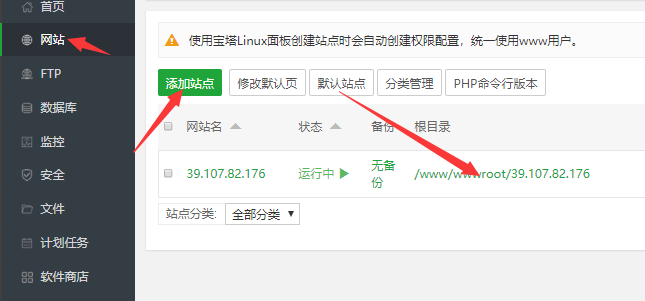 首页
网站
FTP
数据库
监控
安全
文件
计划任务
软件商店
使用宝塔Linux面板创建站点时会自动创建权限配置，统一使用www用户。
添加站点 修改默认页 默认站点 分类管理 PHP命令行版本
网站名 状态 备份 根目录
39.107.82.176 运行中 无备份 /www/wwwroot/39.107.82.176
站点分类: 全部分类